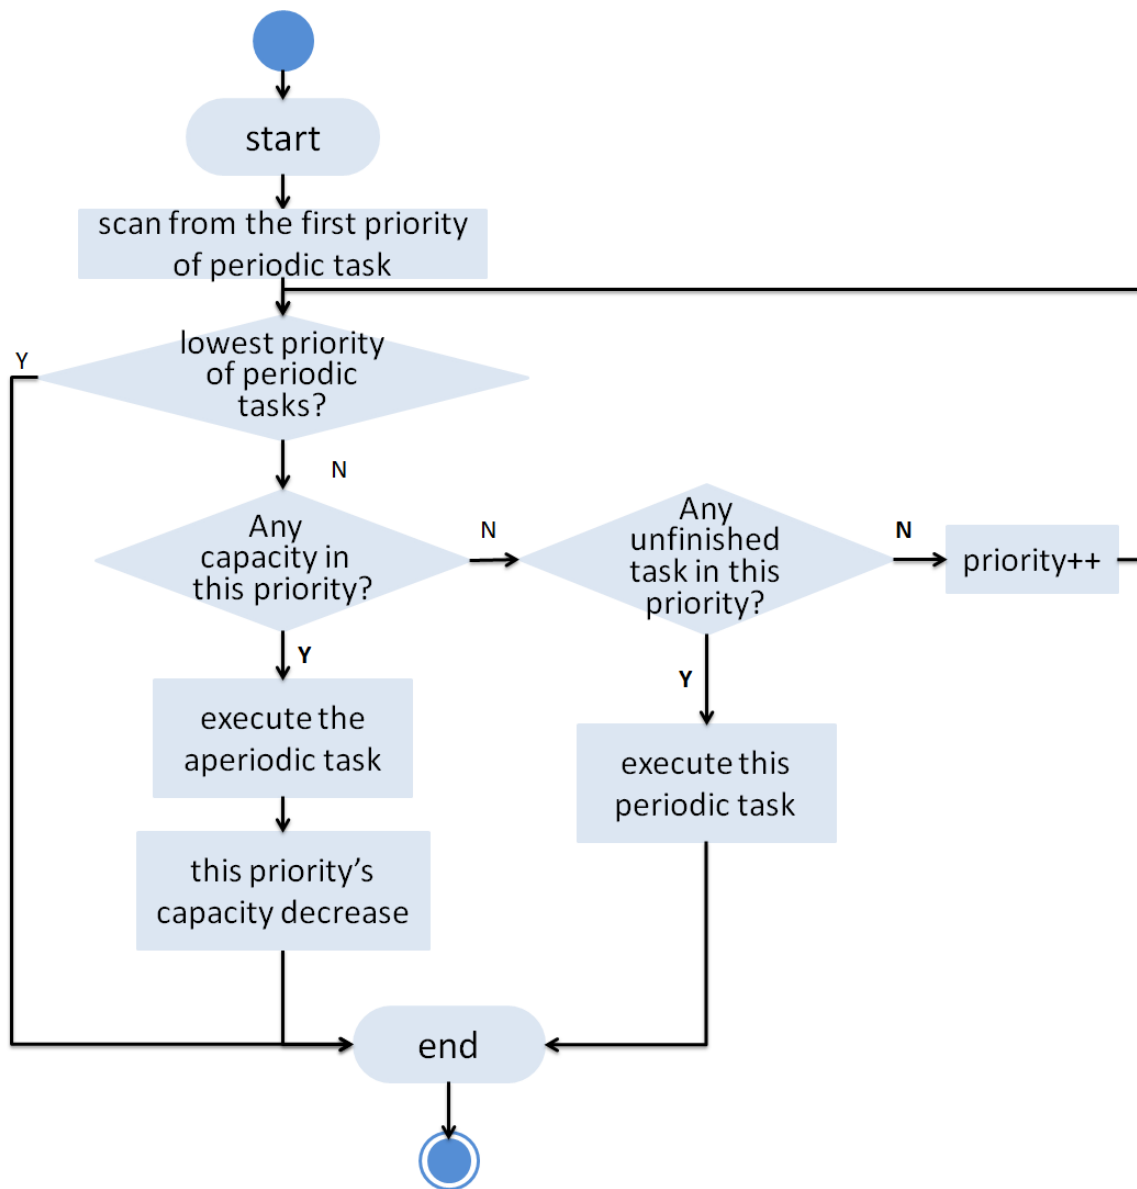 start
scan from the first priority
of periodic task
Y
lowest priority
of periodic
tasks?
N
Any
capacity in
this priority?
N
Any
unfinished
task in this
priority?
N
priority++
Y
execute the
aperiodic task
Y
execute this
periodic task
this priority’s
capacity decrease
end